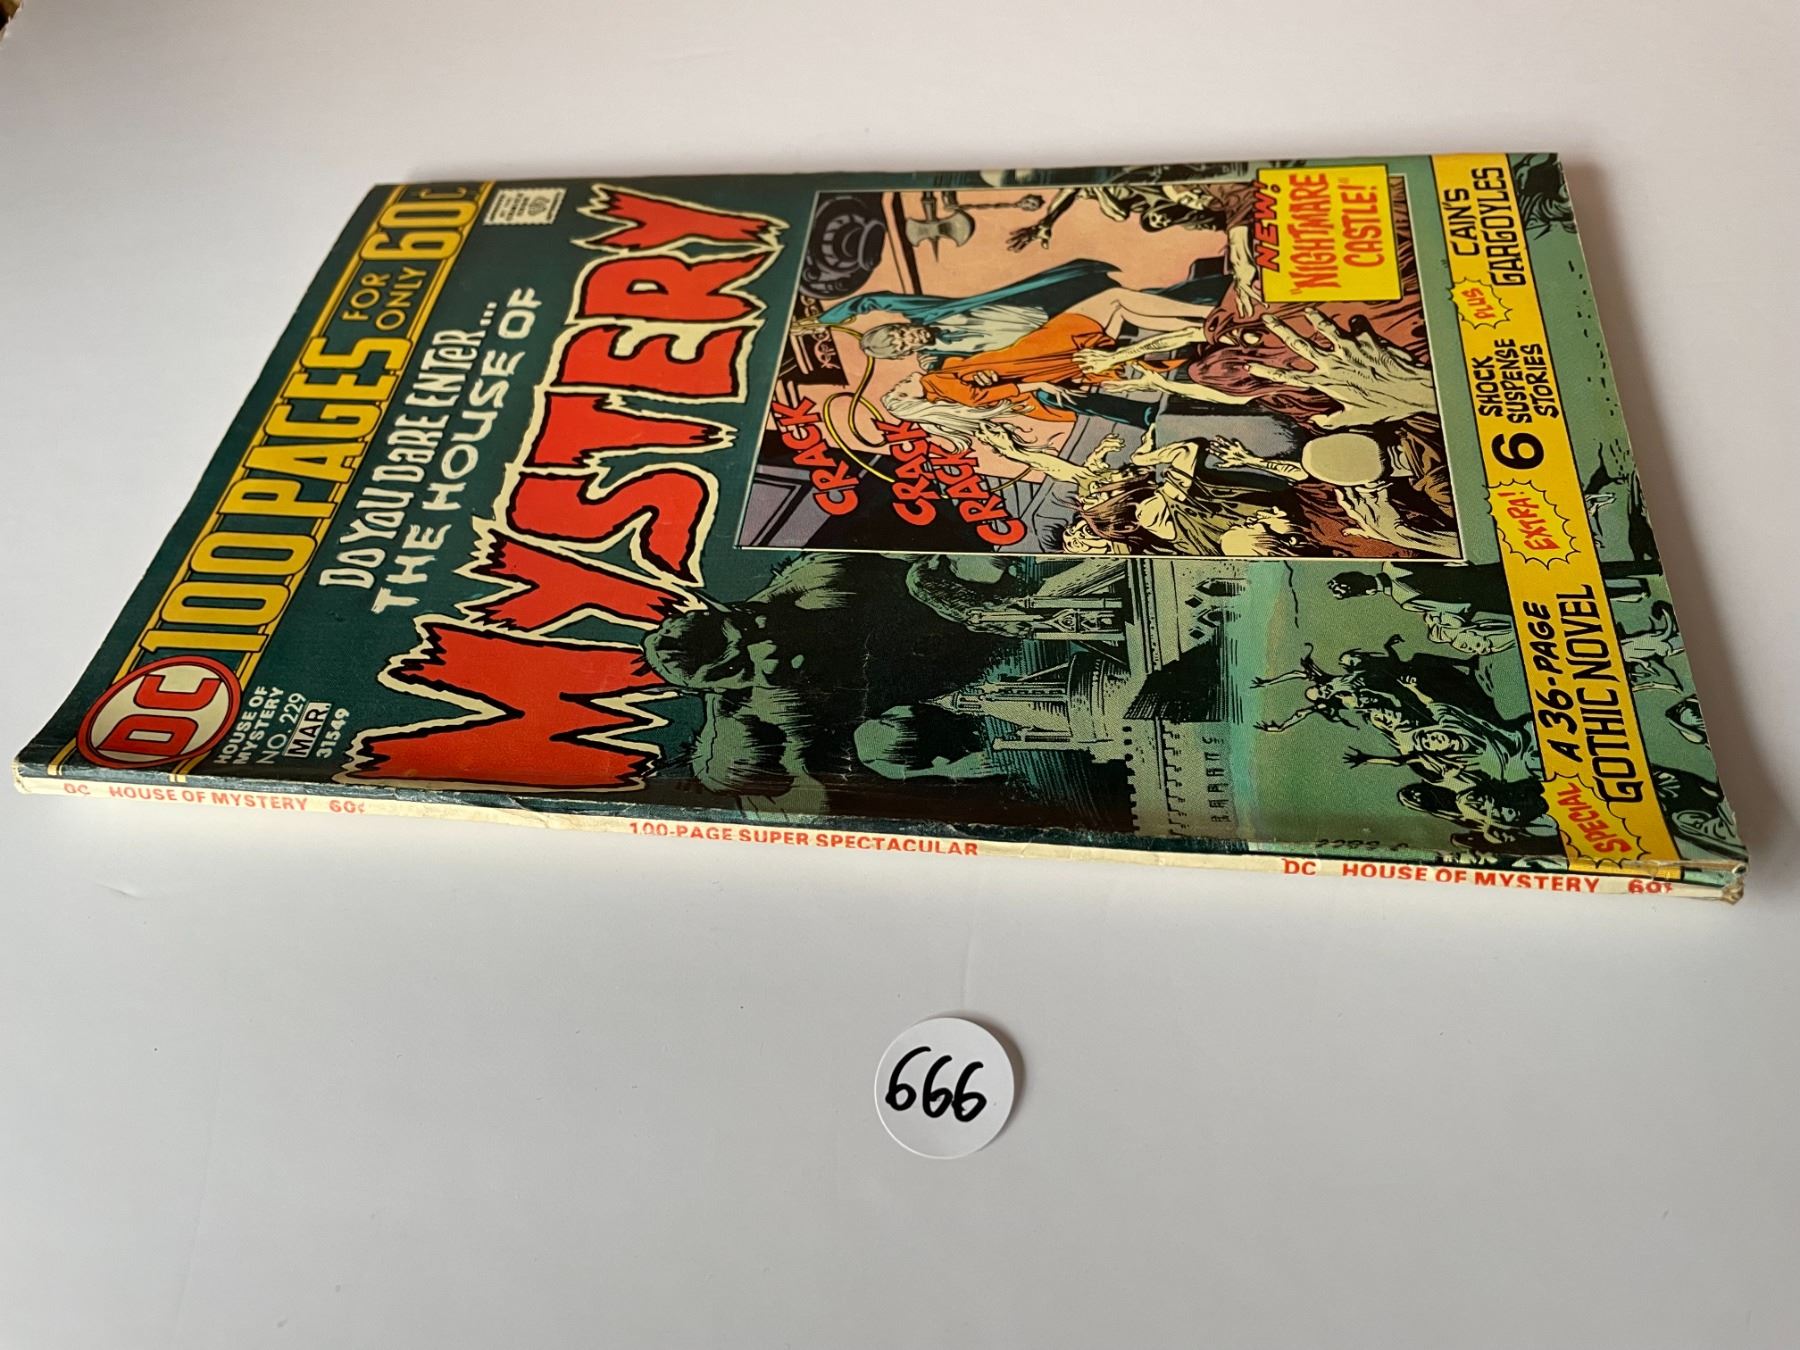 100 PAGES FOR ONLY 60¢
DC
HOUSE OF
MYSTERY
NO. 229
MAR.
31549
DO YOU DARE ENTER...
THE HOUSE OF
MYSTERY
CRACK
CRACK
CRACK
NEW!
"NIGHTMARE
CASTLE!"
SPECIAL A 36-PAGE
GOTHIC NOVEL
EXTRA! 6 SHOCK
SUSPENSE
STORIES
PLUS CAIN'S
GARGOYLES
DC HOUSE OF MYSTERY 60¢ 100-PAGE SUPER SPECTACULAR DC HOUSE OF MYSTERY 60¢
666